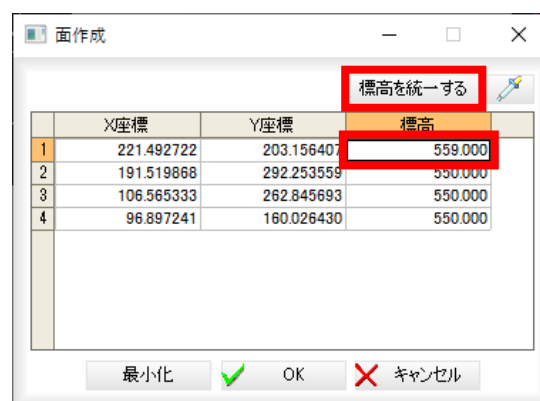 面作成
標高を統一する
X座標 Y座標 標高
1 221.492722 203.156407 559.000
2 191.519868 292.253559 550.000
3 106.565333 262.845693 550.000
4 96.897241 160.026430 550.000
最小化 OK キャンセル